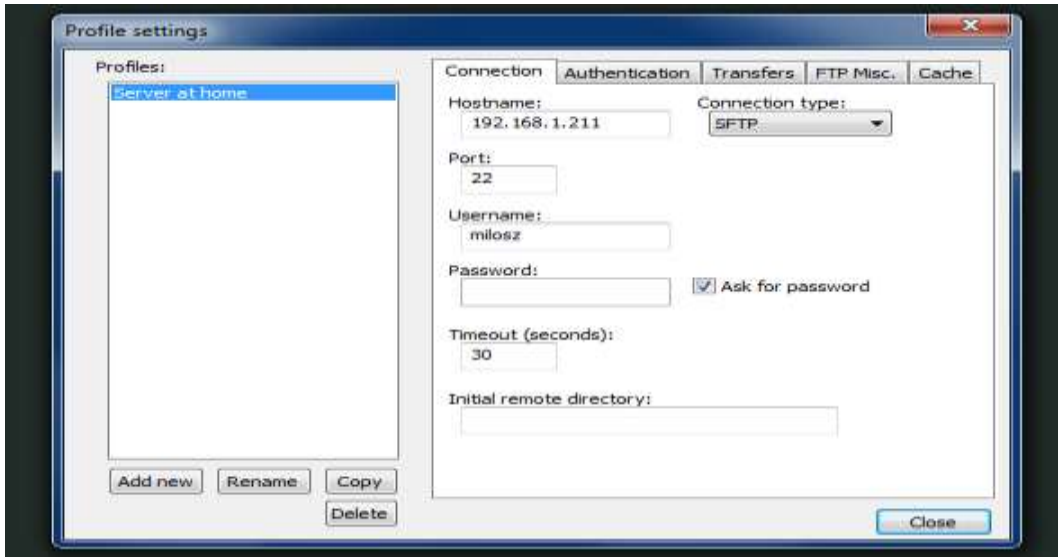 Profile settings
Profiles:
Server at home
Add new
Rename
Copy
Delete
Connection
Authentication
Transfers
FTP Misc.
Cache
Hostname:
192.168.1.211
Connection type:
SFTP
Port:
22
Username:
milosz
Password:
Ask for password
Timeout (seconds):
30
Initial remote directory:
Close